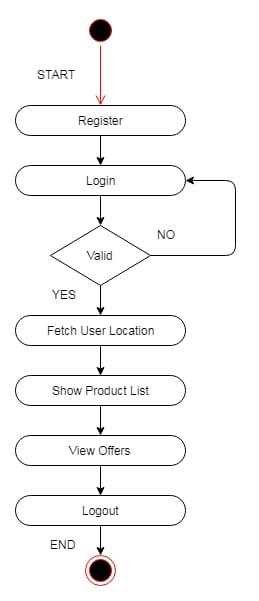 START
Register
Login
NO
Valid
YES
Fetch User Location
Show Product List
View Offers
Logout
END